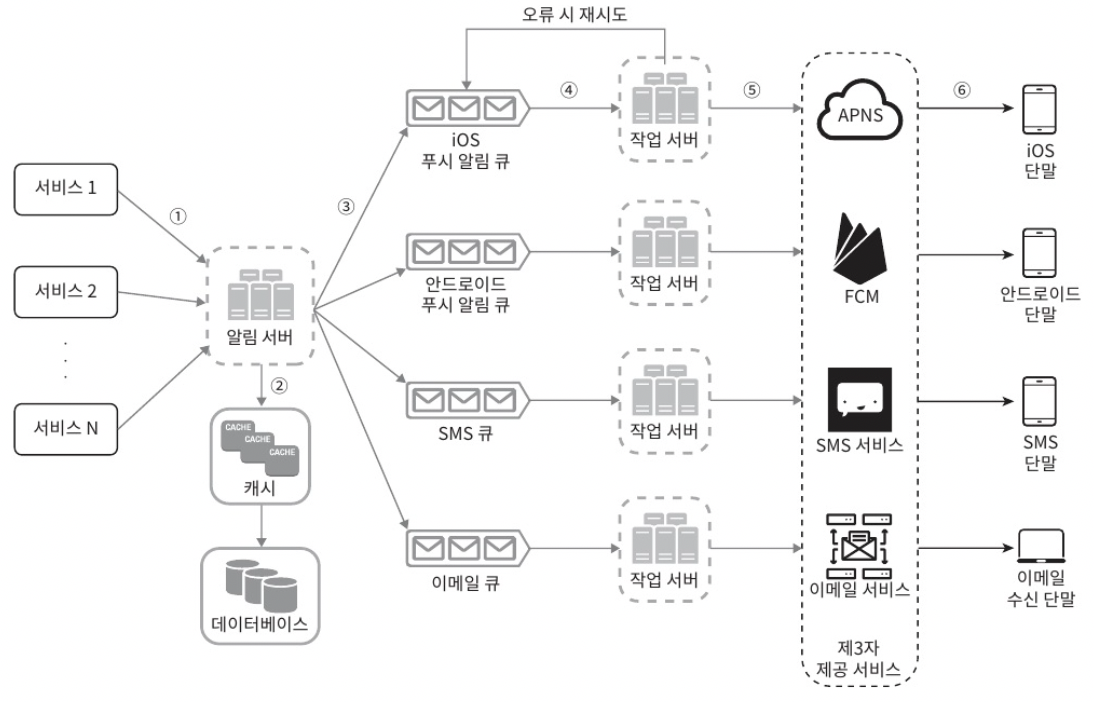 오류 시 재시도
서비스 1
서비스 2
서비스 N
①
알림 서버
②
CACHE
CACHE
CACHE
캐시
데이터베이스
③
iOS
푸시 알림 큐
④
작업 서버
⑤
APNS
⑥
iOS
단말
안드로이드
푸시 알림 큐
작업 서버
FCM
안드로이드
단말
SMS 큐
작업 서버
SMS 서비스
SMS
단말
이메일 큐
작업 서버
이메일 서비스
이메일
수신 단말
제3자
제공 서비스